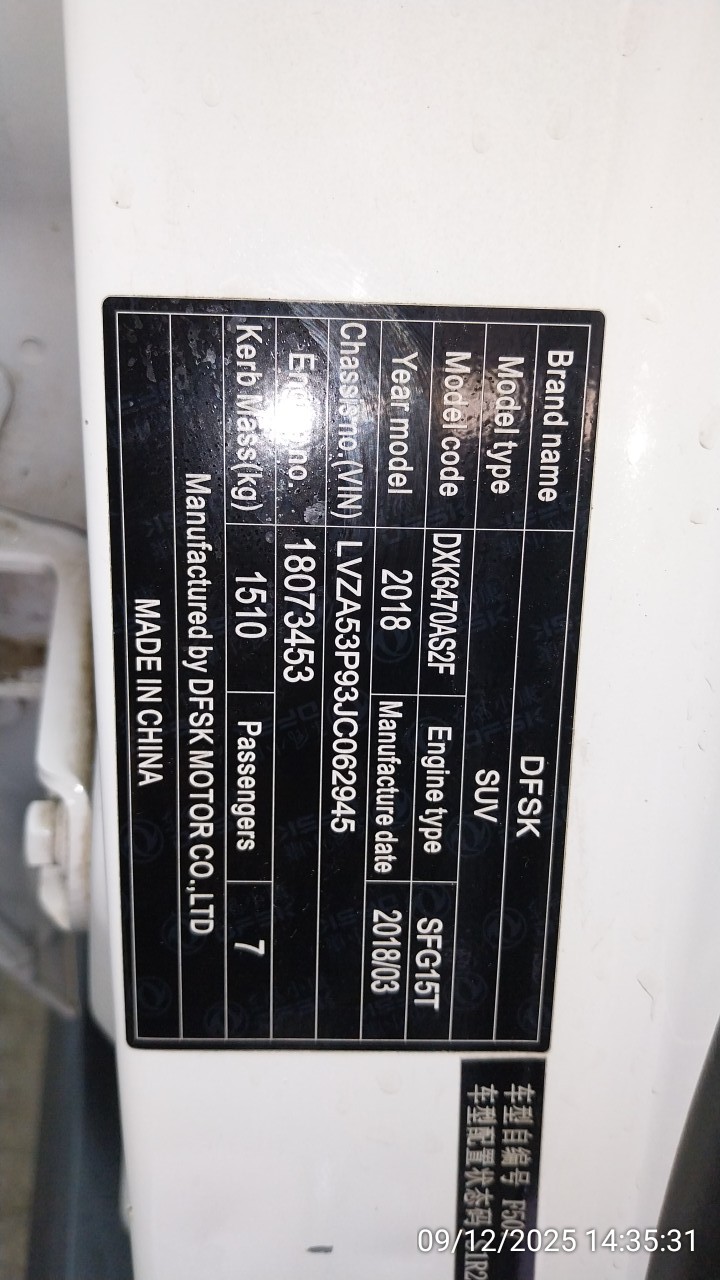 Brand name DFSK
Model type SUV
Model code DXK6470AS2F Engine type SFG15T
Year model 2018 Manufacture date 2018/03
Chassis no.(VIN) LVZA53P93JC062945
Engine no. 18073453
Kerb Mass(kg) 1510 Passengers 7
Manufactured by DFSK MOTOR CO.,LTD
MADE IN CHINA
车型自编号
车型配置状态码
09/12/2025 14:35:31